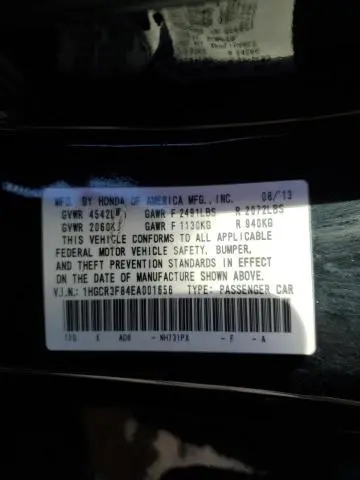 MFG. BY HONDA OF AMERICA MFG., INC. 08/13
GVWR 4542LB GAWR F 2491LBS R 2072LBS
GVWR 2060KG GAWR F 1130KG R 940KG
THIS VEHICLE CONFORMS TO ALL APPLICABLE
FEDERAL MOTOR VEHICLE SAFETY, BUMPER,
AND THEFT PREVENTION STANDARDS IN EFFECT
ON THE DATE OF MANUFACTURE SHOWN ABOVE.
V.I.N.: 1HGCR3F84EA001656 TYPE: PASSENGER CAR
E AD8 - NH731PX - F - A